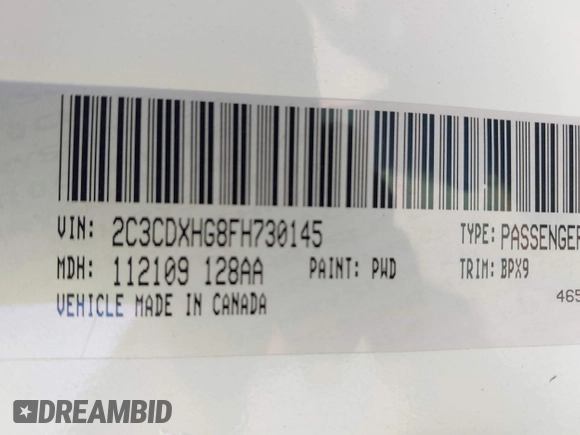 VIN: 2C3CDXHG8FH730145 TYPE: PASSENGER
MDH: 112109 128AA PAINT: PWD TRIM: BPX9
465
VEHICLE MADE IN CANADA
DREAMBID